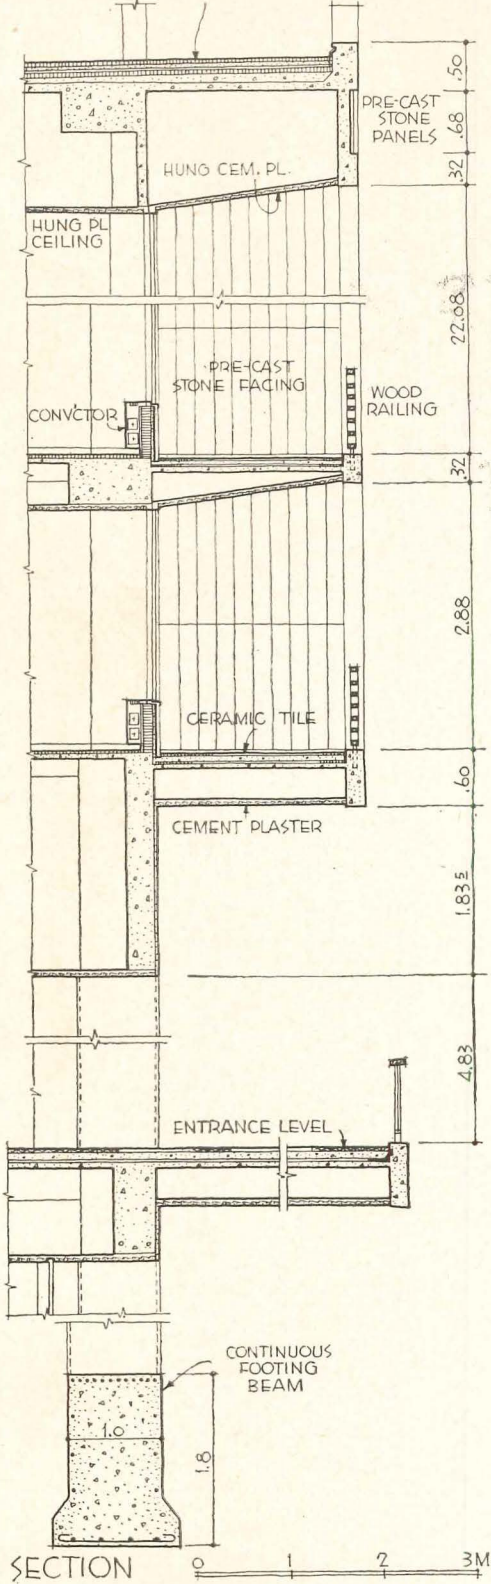 .50
PRE-CAST
STONE
PANELS
.68
HUNG CEM. PL.
.32
HUNG PL
CEILING
22.08
PRE-CAST
STONE FACING
WOOD
RAILING
CONV'CTOR
.32
2.88
CERAMIC TILE
.60
CEMENT PLASTER
1.835
4.83
ENTRANCE LEVEL
CONTINUOUS
FOOTING
BEAM
1.0
1.8
SECTION
0 1 2 3M